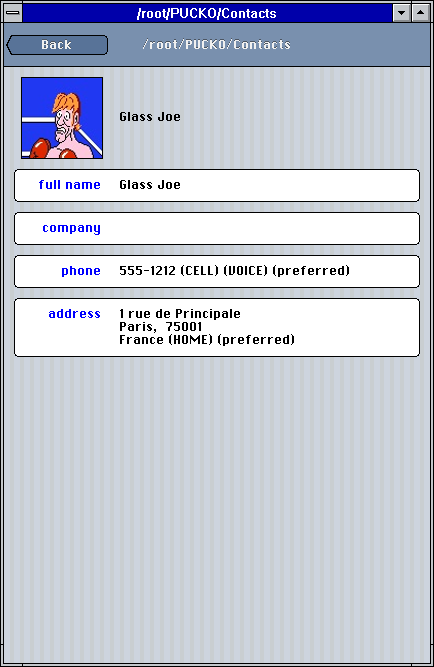 /root/PUCKO/Contacts
Back
/root/PUCKO/Contacts
Glass Joe
full name Glass Joe
company
phone 555-1212 (CELL) (VOICE) (preferred)
address 1 rue de Principale
Paris, 75001
France (HOME) (preferred)